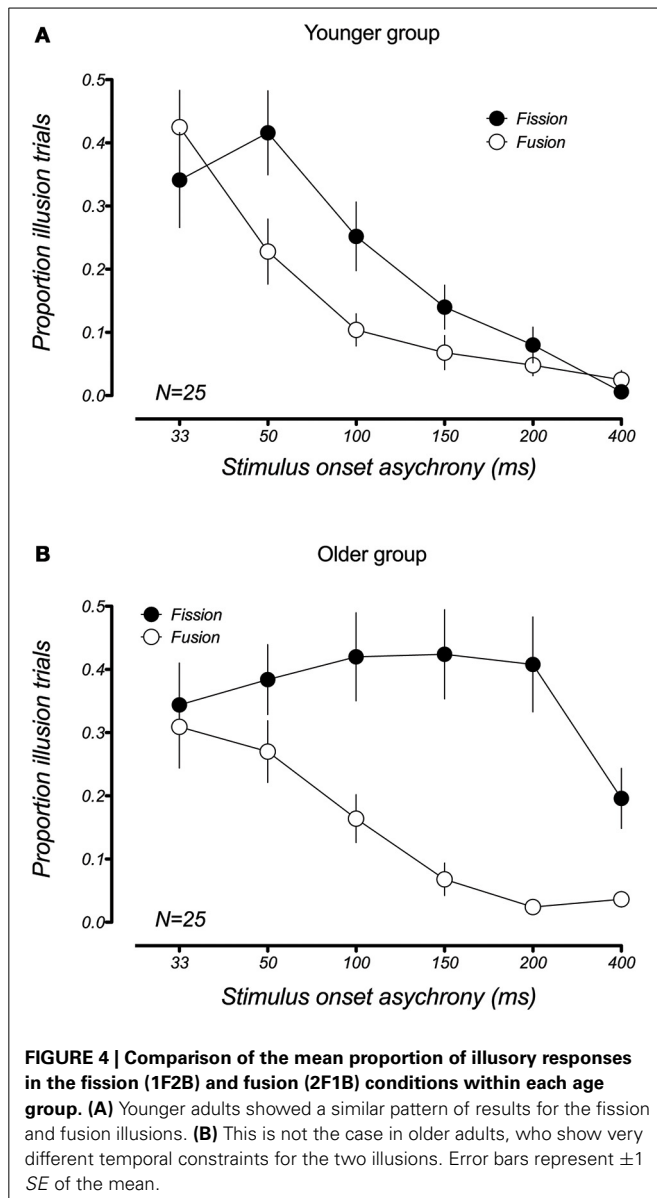 A
Younger group
0.5
Fission
Fusion
0.4
0.3
0.2
0.1
0.0
Proportion illusion trials
N=25
33 50 100 150 200 400
Stimulus onset asychrony (ms)
B
Older group
0.5
Fission
Fusion
0.4
0.3
0.2
0.1
0.0
Proportion illusion trials
N=25
33 50 100 150 200 400
Stimulus onset asychrony (ms)
FIGURE 4 | Comparison of the mean proportion of illusory responses
in the fission (1F2B) and fusion (2F1B) conditions within each age
group. (A) Younger adults showed a similar pattern of results for the fission
and fusion illusions. (B) This is not the case in older adults, who show very
different temporal constraints for the two illusions. Error bars represent ±1
SE of the mean.